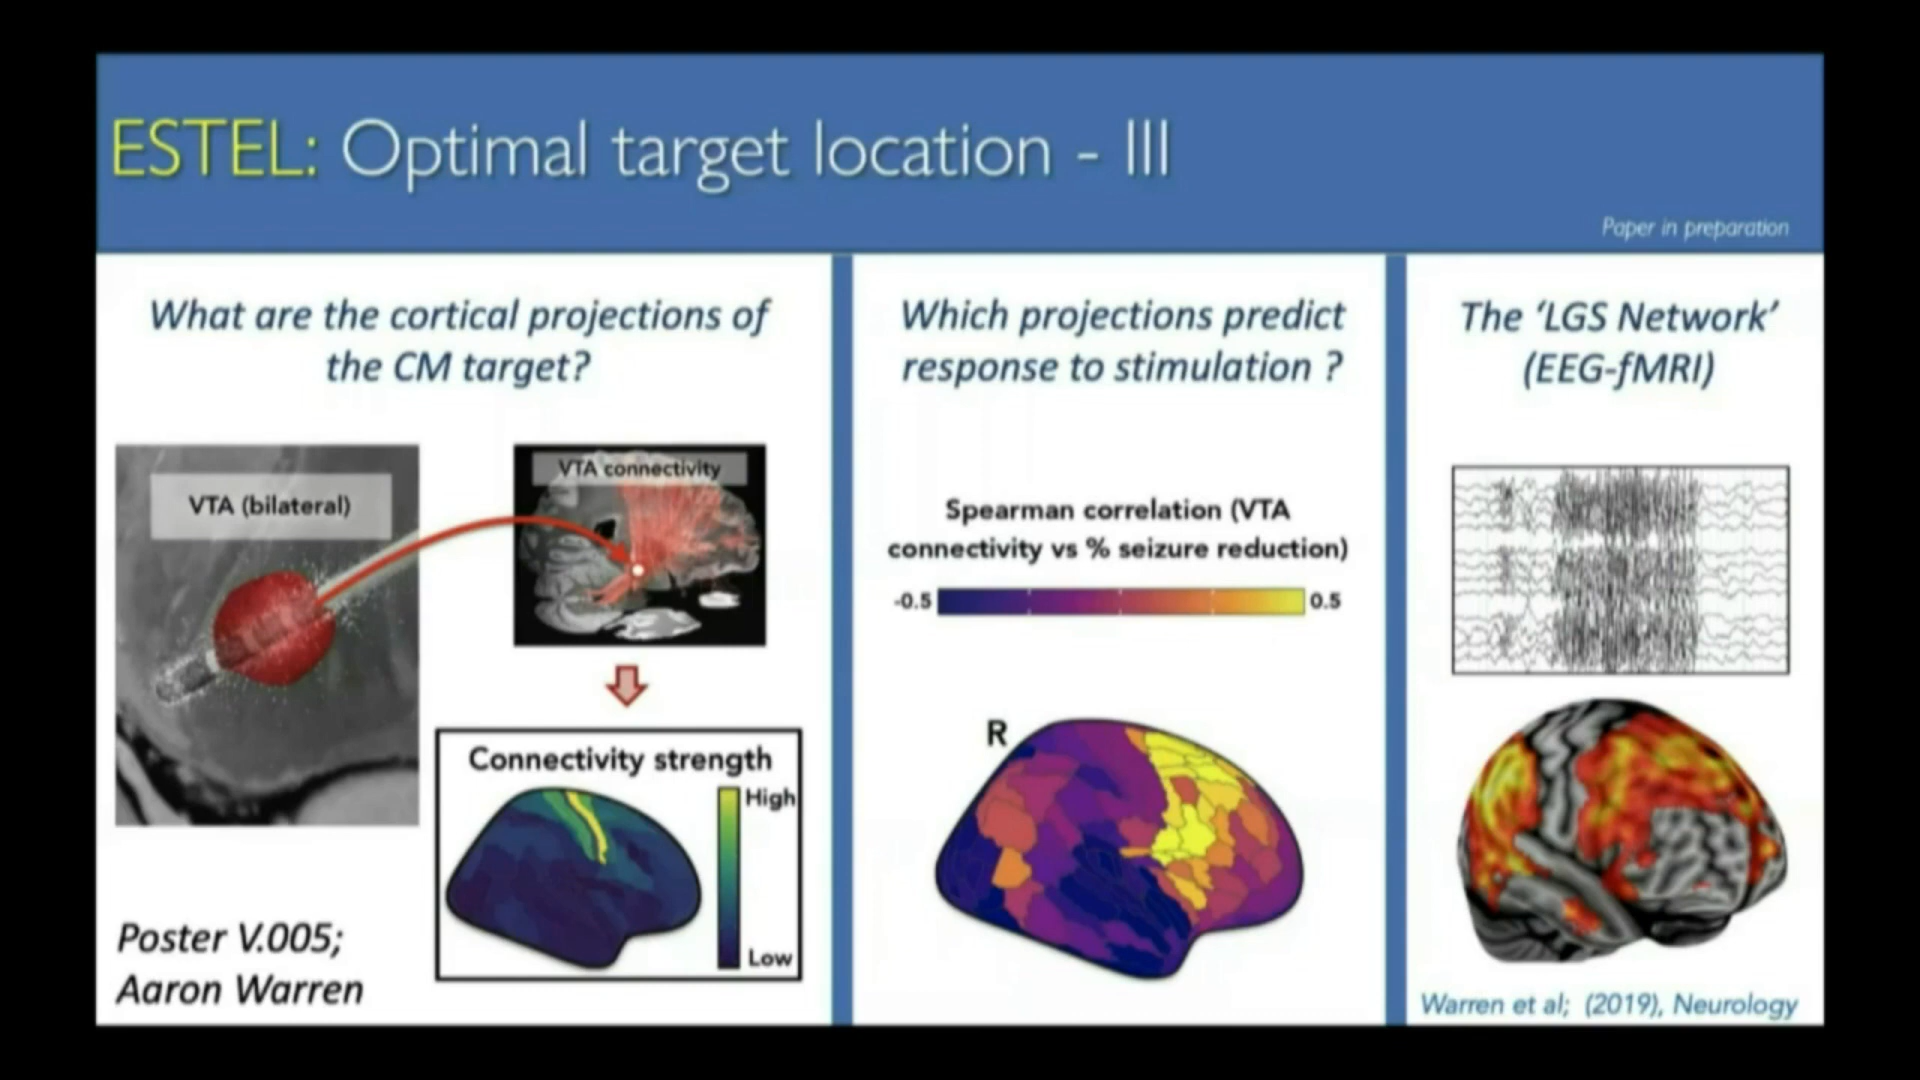 ESTEL: Optimal target location - III
Paper in preparation
What are the cortical projections of
the CM target?
VTA (bilateral)
VTA connectivity
Connectivity strength
High
Low
Poster V.005;
Aaron Warren
Which projections predict
response to stimulation ?
Spearman correlation (VTA
connectivity vs % seizure reduction)
-0.5
0.5
R
The ‘LGS Network’
(EEG-fMRI)
Warren et al; (2019), Neurology